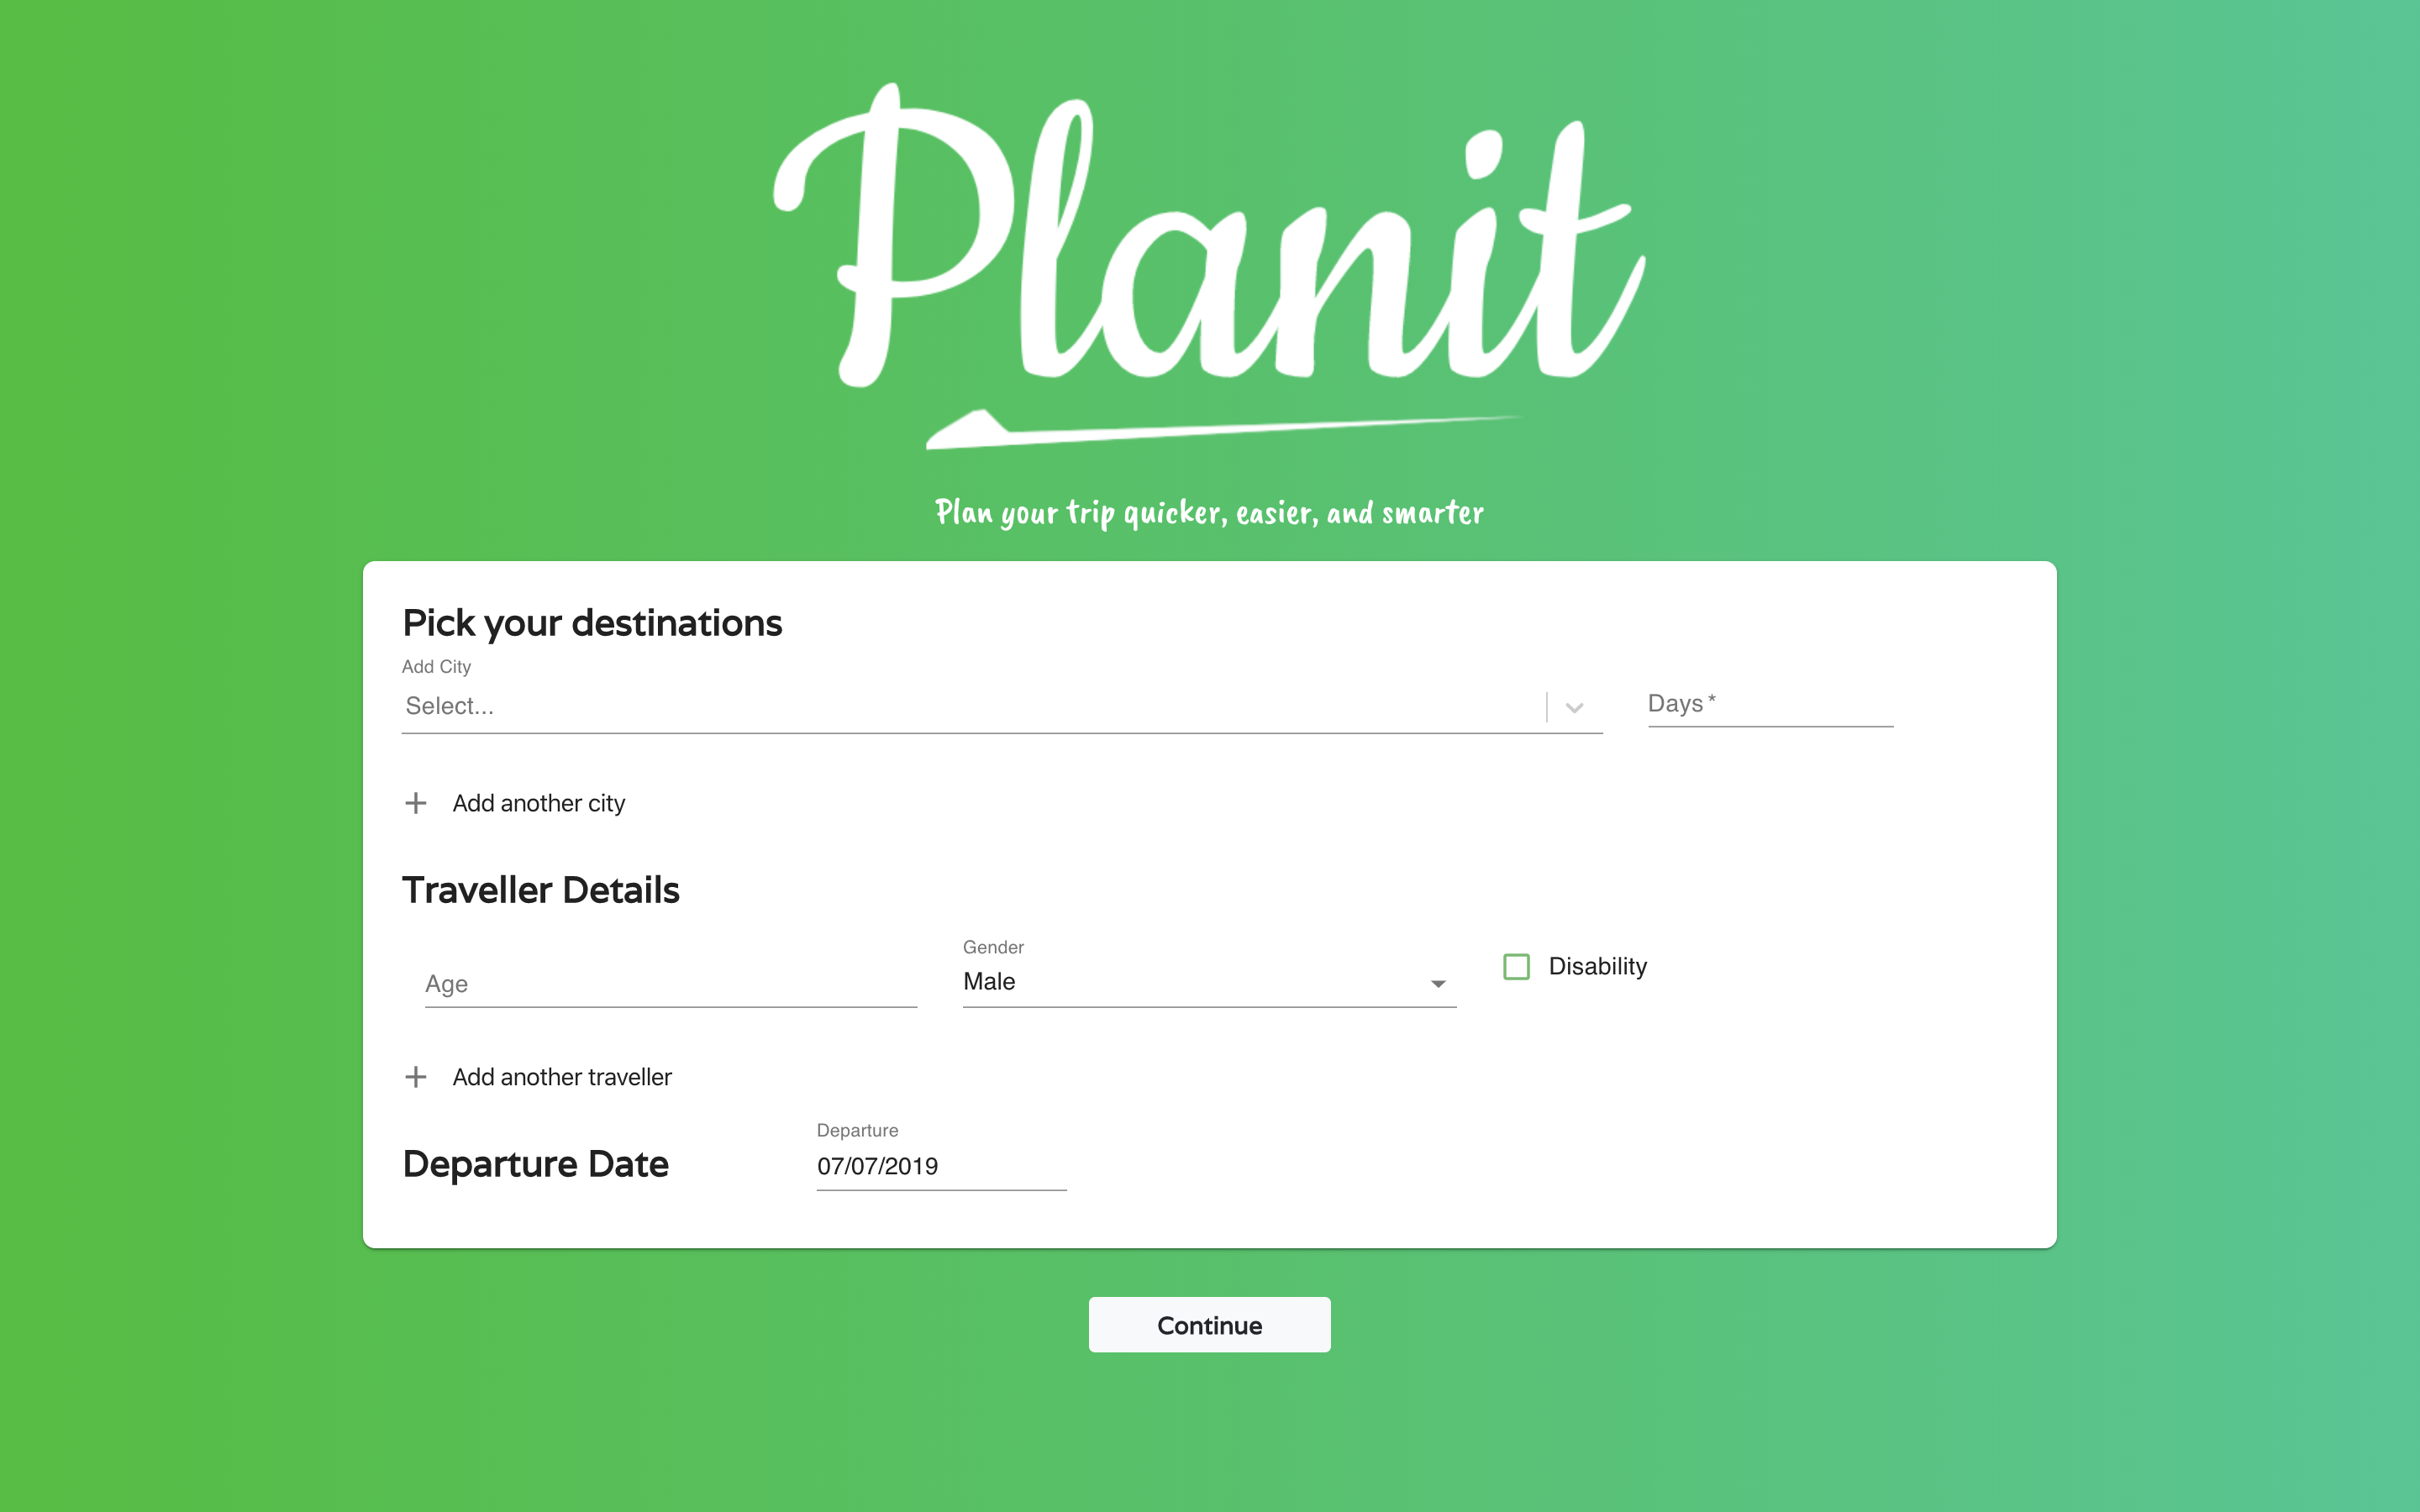 Planit
Plan your trip quicker, easier, and smarter
Pick your destinations
Add City
Select...
Days *
Add another city
Traveller Details
Age
Gender
Male
Disability
Add another traveller
Departure Date
Departure
07/07/2019
Continue